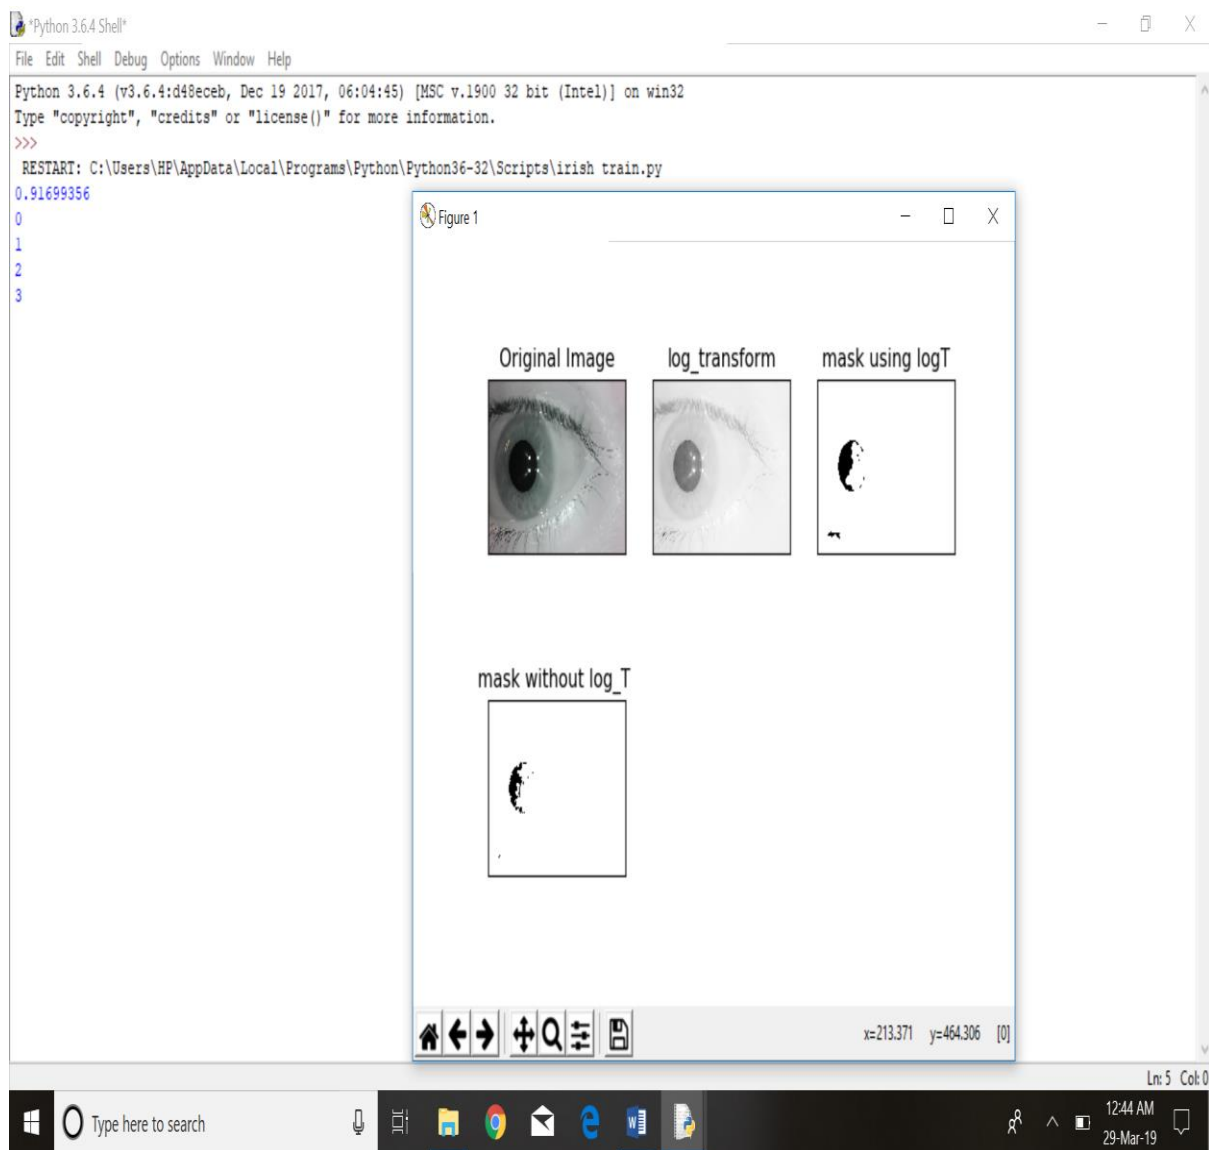 *Python 3.6.4 Shell*
File Edit Shell Debug Options Window Help
Python 3.6.4 (v3.6.4:d48eceb, Dec 19 2017, 06:04:45) [MSC v.1900 32 bit (Intel)] on win32
Type "copyright", "credits" or "license()" for more information.
>>>
RESTART: C:\Users\HP\AppData\Local\Programs\Python\Python36-32\Scripts\irish train.py
0.91699356
0
1
2
3
Figure 1
Original Image log_transform mask using logT
mask without log_T
x=213.371 y=464.306 [0]
Ln: 5 Col: 0
Type here to search
12:44 AM
29-Mar-19